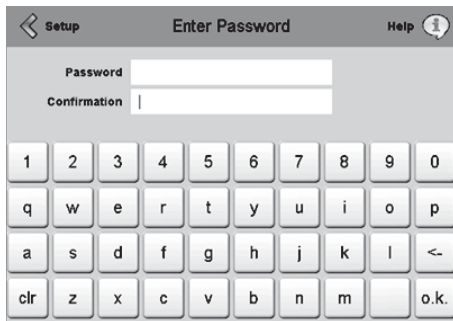 Setup Enter Password Help i
Password
Confirmation
1 2 3 4 5 6 7 8 9 0
q w e r t y u i o p
a s d f g h j k l <-
clr z x c v b n m o.k.